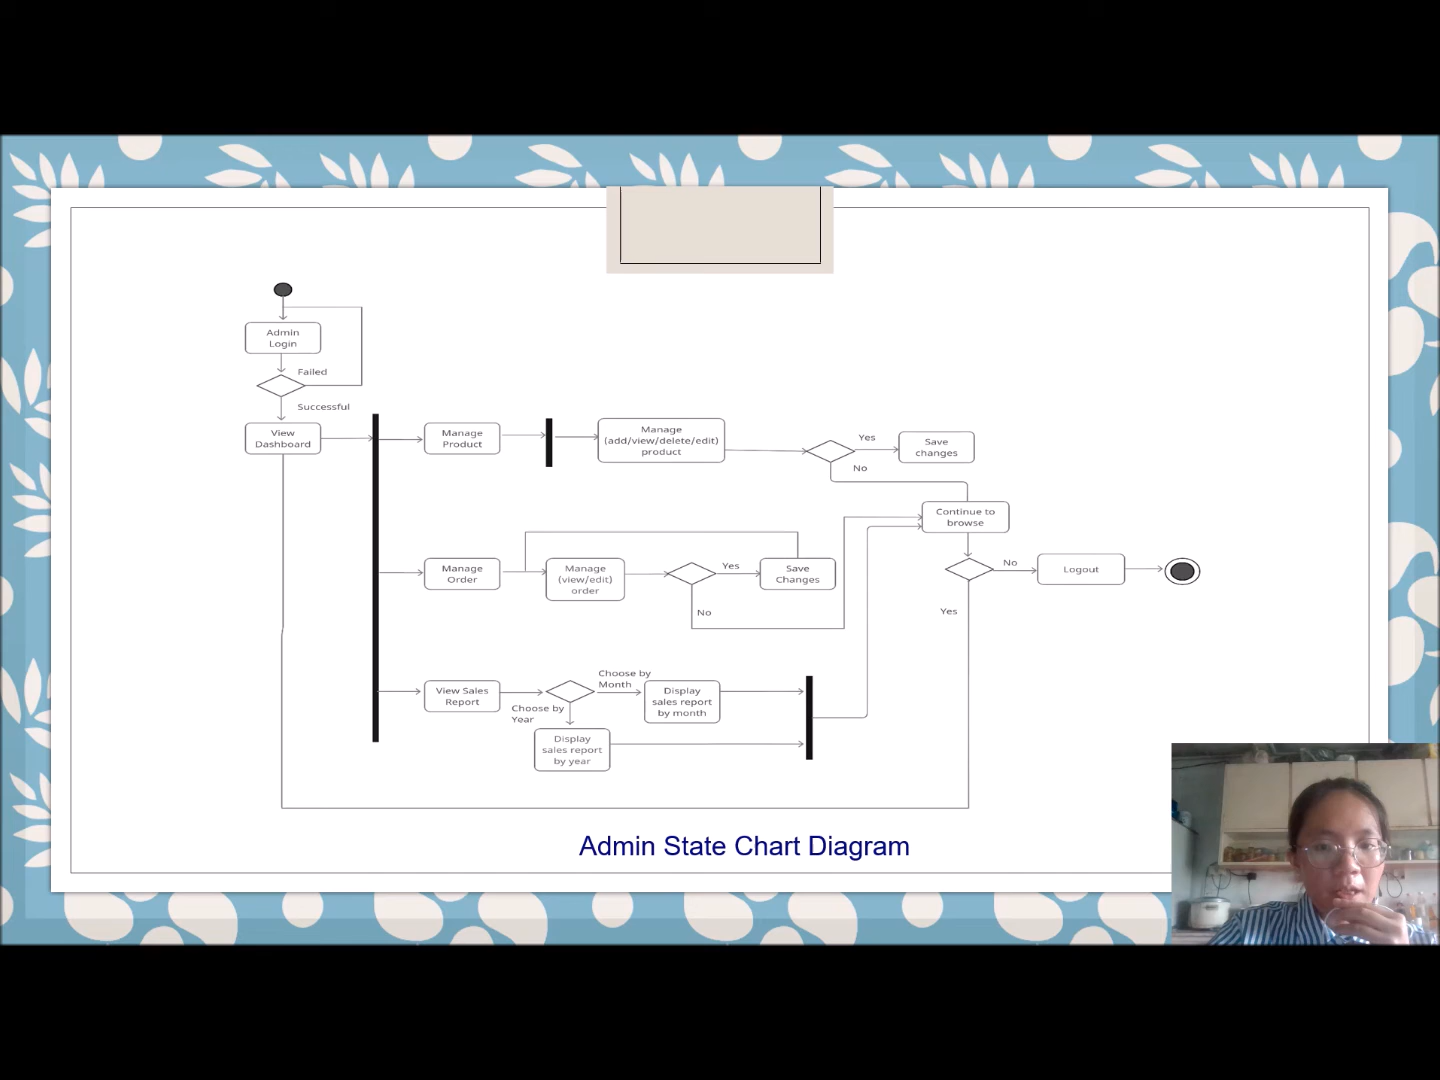 Admin
Login
Failed
Successful
View
Dashboard
Manage
Product
Manage
(add/view/delete/edit)
product
Yes
No
Save
changes
Continue to
browse
Manage
Order
Manage
(view/edit)
order
Yes
No
Save
Changes
No
Yes
Logout
View Sales
Report
Choose by
Month
Choose by
Year
Display
sales report
by month
Display
sales report
by year
Admin State Chart Diagram